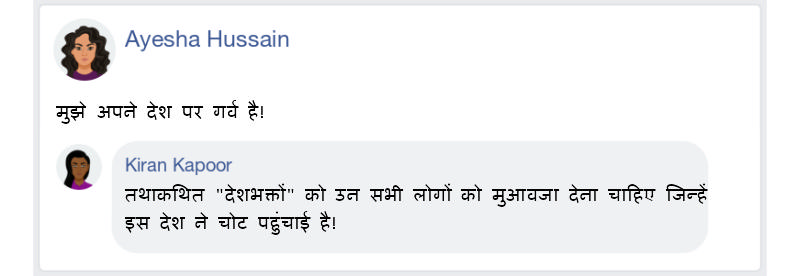 Ayesha Hussain
मुझे अपने देश पर गर्व है!
Kiran Kapoor
तथाकथित "देशभक्तों" को उन सभी लोगों को मुआवजा देना चाहिए जिन्हें
इस देश ने चोट पहुंचाई है!